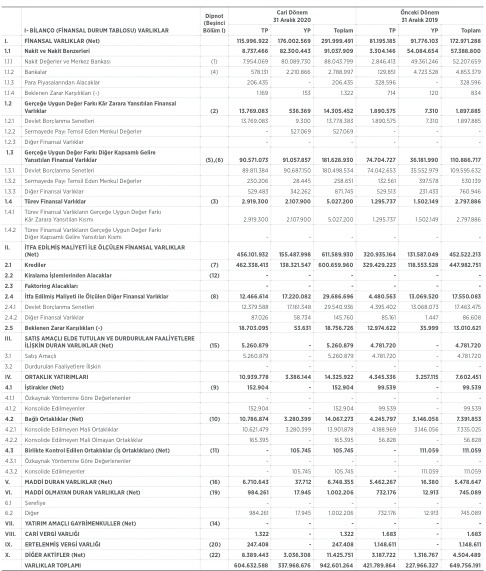 Dipnot Cari Dönem Önceki Dönem
(Beşinci 31 Aralık 2020 31 Aralık 2019
I- BİLANÇO (FİNANSAL DURUM TABLOSU) VARLIKLAR Bölüm I) TP YP Toplam TP YP Toplam
I. FİNANSAL VARLIKLAR (Net) 115.996.922 176.002.569 291.999.491 81.195.185 91.776.103 172.971.288
1.1 Nakit ve Nakit Benzerleri 8.737.466 82.300.443 91.037.909 3.304.146 54.084.654 57.388.800
1.1.1 Nakit Değerler ve Merkez Bankası (1) 7.954.069 80.089.730 88.043.799 2.846.413 49.361.246 52.207.659
1.1.2 Bankalar (4) 578.131 2.210.866 2.788.997 129.851 4.723.528 4.853.379
1.1.3 Para Piyasalarından Alacaklar 206.435 - 206.435 328.596 - 328.596
1.1.4 Beklenen Zarar Karşılıkları (-) 1.169 153 1.322 714 120 834
1.2 Gerçeğe Uygun Değer Farkı Kâr Zarara Yansıtılan Finansal
Varlıklar (2) 13.769.083 536.369 14.305.452 1.890.575 7.310 1.897.885
1.2.1 Devlet Borçlanma Senetleri 13.769.083 9.300 13.778.383 1.890.575 7.310 1.897.885
1.2.2 Sermayede Payı Temsil Eden Menkul Değerler - 527.069 527.069 - - -
1.2.3 Diğer Finansal Varlıklar - - - - - -
1.3 Gerçeğe Uygun Değer Farkı Diğer Kapsamlı Gelire
Yansıtılan Finansal Varlıklar (5),(6) 90.571.073 91.057.857 181.628.930 74.704.727 36.181.990 110.886.717
1.3.1 Devlet Borçlanma Senetleri 89.811.384 90.687.150 180.498.534 74.042.653 35.552.979 109.595.632
1.3.2 Sermayede Payı Temsil Eden Menkul Değerler 230.206 28.445 258.651 132.561 397.578 530.139
1.3.3 Diğer Finansal Varlıklar 529.483 342.262 871.745 529.513 231.433 760.946
1.4 Türev Finansal Varlıklar (3) 2.919.300 2.107.900 5.027.200 1.295.737 1.502.149 2.797.886
1.4.1 Türev Finansal Varlıkların Gerçeğe Uygun Değer Farkı
Kâr Zarara Yansıtılan Kısmı 2.919.300 2.107.900 5.027.200 1.295.737 1.502.149 2.797.886
1.4.2 Türev Finansal Varlıkların Gerçeğe Uygun Değer Farkı
Diğer Kapsamlı Gelire Yansıtılan Kısmı - - - - - -
II. İTFA EDİLMİŞ MALİYETİ İLE ÖLÇÜLEN FİNANSAL VARLIKLAR
(Net) 456.101.932 155.487.998 611.589.930 320.935.164 131.587.049 452.522.213
2.1 Krediler (7) 462.338.413 138.321.547 600.659.960 329.429.223 118.553.528 447.982.751
2.2 Kiralama İşlemlerinden Alacaklar (12) - - - - - -
2.3 Faktoring Alacakları - - - - - -
2.4 İtfa Edilmiş Maliyeti ile Ölçülen Diğer Finansal Varlıklar (8) 12.466.614 17.220.082 29.686.696 4.480.563 13.069.520 17.550.083
2.4.1 Devlet Borçlanma Senetleri 12.379.588 17.161.348 29.540.936 4.395.402 13.068.073 17.463.475
2.4.2 Diğer Finansal Varlıklar 87.026 58.734 145.760 85.161 1.447 86.608
2.5 Beklenen Zarar Karşılıkları (-) 18.703.095 53.631 18.756.726 12.974.622 35.999 13.010.621
III. SATIŞ AMAÇLI ELDE TUTULAN VE DURDURULAN FAALİYETLERE
İLİŞKİN DURAN VARLIKLAR (Net) (15) 5.260.879 - 5.260.879 4.781.720 - 4.781.720
3.1 Satış Amaçlı 5.260.879 - 5.260.879 4.781.720 - 4.781.720
3.2 Durdurulan Faaliyetlere İlişkin - - - - - -
IV. ORTAKLIK YATIRIMLARI 10.939.778 3.386.144 14.325.922 4.345.336 3.257.115 7.602.451
4.1 İştirakler (Net) (9) 152.904 - 152.904 99.539 - 99.539
4.1.1 Özkaynak Yöntemine Göre Değerlenenler - - - - - -
4.1.2 Konsolide Edilmeyenler 152.904 - 152.904 99.539 - 99.539
4.2 Bağlı Ortaklıklar (Net) (10) 10.786.874 3.280.399 14.067.273 4.245.797 3.146.056 7.391.853
4.2.1 Konsolide Edilmeyen Mali Ortaklıklar 10.621.479 3.280.399 13.901.878 4.188.969 3.146.056 7.335.025
4.2.2 Konsolide Edilmeyen Mali Olmayan Ortaklıklar 165.395 - 165.395 56.828 - 56.828
4.3 Birlikte Kontrol Edilen Ortaklıklar (İş Ortaklıkları) (Net) (11) - 105.745 105.745 - 111.059 111.059
4.3.1 Özkaynak Yöntemine Göre Değerlenenler - - - - - -
4.3.2 Konsolide Edilmeyenler - 105.745 105.745 - 111.059 111.059
V. MADDİ DURAN VARLIKLAR (Net) (16) 6.710.643 37.712 6.748.355 5.462.267 16.380 5.478.647
VI. MADDİ OLMAYAN DURAN VARLIKLAR (Net) (19) 984.261 17.945 1.002.206 732.176 12.913 745.089
6.1 Şerefiye - - - - - -
6.2 Diğer 984.261 17.945 1.002.206 732.176 12.913 745.089
VII. YATIRIM AMAÇLI GAYRİMENKULLER (Net) (14) - - - - - -
VIII. CARİ VERGİ VARLIĞI 1.322 - 1.322 1.683 - 1.683
IX. ERTELENMİŞ VERGİ VARLIĞI (20) 247.408 - 247.408 1.148.611 - 1.148.611
X. DİĞER AKTİFLER (Net) (22) 8.389.443 3.036.308 11.425.751 3.187.722 1.316.767 4.504.489
VARLIKLAR TOPLAMI 604.632.588 337.968.676 942.601.264 421.789.864 227.966.327 649.756.191